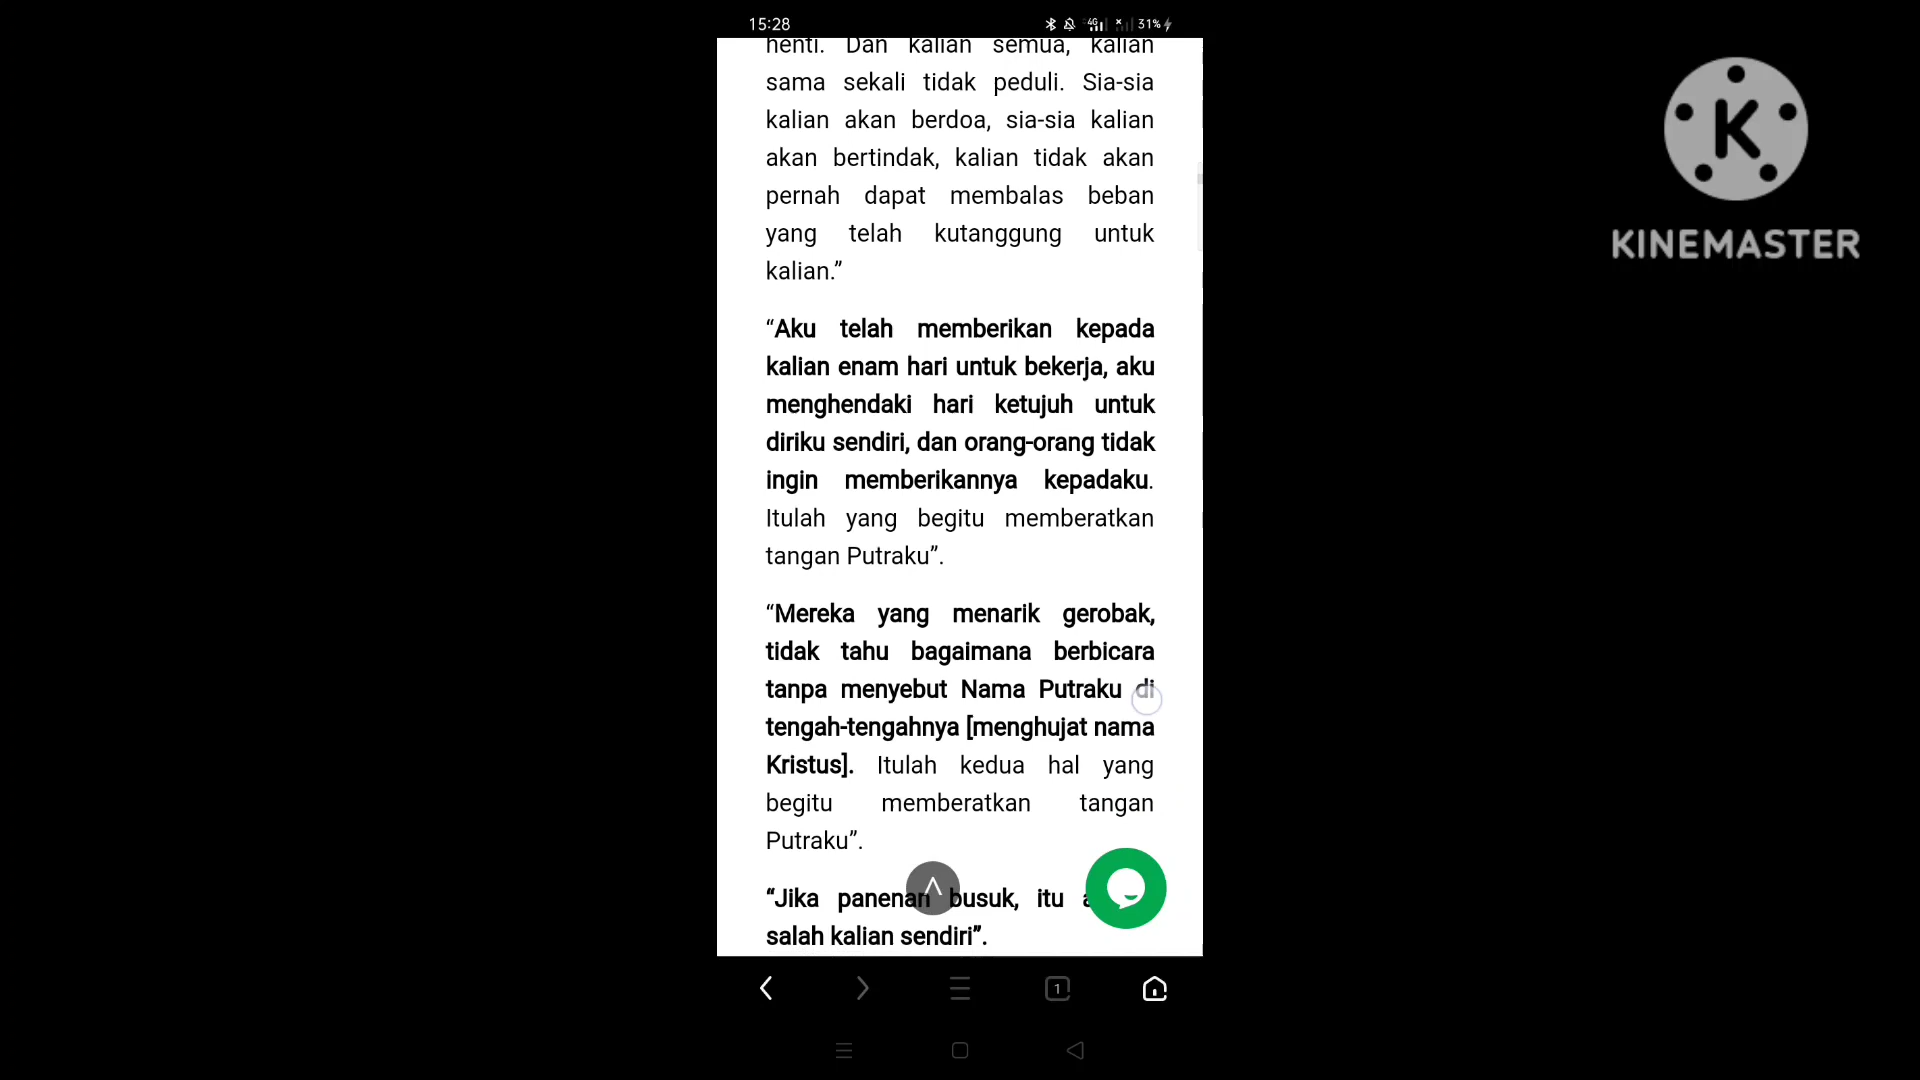 15:28
4G
31%
henti. Dan kalian semua, kalian
sama sekali tidak peduli. Sia-sia
kalian akan berdoa, sia-sia kalian
akan bertindak, kalian tidak akan
pernah dapat membalas beban
yang telah kutanggung untuk
kalian.”
“Aku telah memberikan kepada
kalian enam hari untuk bekerja, aku
menghendaki hari ketujuh untuk
diriku sendiri, dan orang-orang tidak
ingin memberikannya kepadaku.
Itulah yang begitu memberatkan
tangan Putraku”.
“Mereka yang menarik gerobak,
tidak tahu bagaimana berbicara
tanpa menyebut Nama Putraku di
tengah-tengahnya [menghujat nama
Kristus]. Itulah kedua hal yang
begitu memberatkan tangan
Putraku”.
“Jika panenan busuk, itu
salah kalian sendiri”.
1
K
KINEMASTER